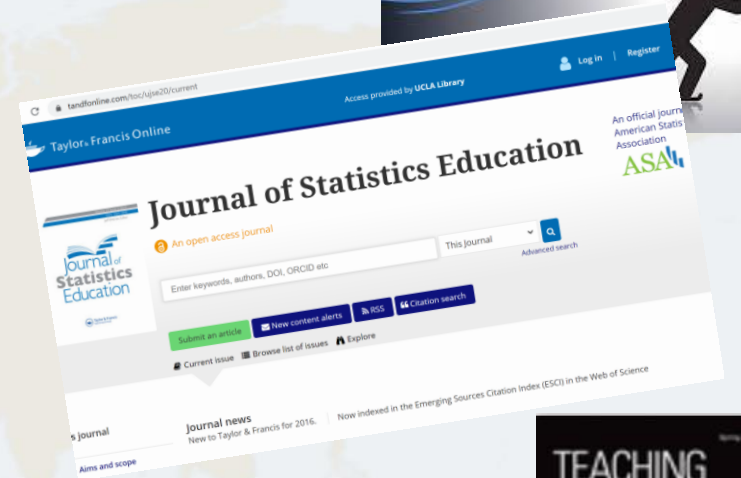 tandfonline.com/toc/ujse20/current
Log in | Register
Access provided by UCLA Library
Taylor & Francis Online
An official journ
American Statis
Association
ASA
Journal of Statistics Education
An open access journal
Journal of
Statistics
Education
Enter keywords, authors, DOI, ORCID etc
This Journal
Advanced search
Submit an article
New content alerts
RSS
Citation search
Current issue
Browse list of issues
Explore
s journal
Journal news
New to Taylor & Francis for 2016.
Now indexed in the Emerging Sources Citation Index (ESCI) in the Web of Science
Aims and scope
TEACHING